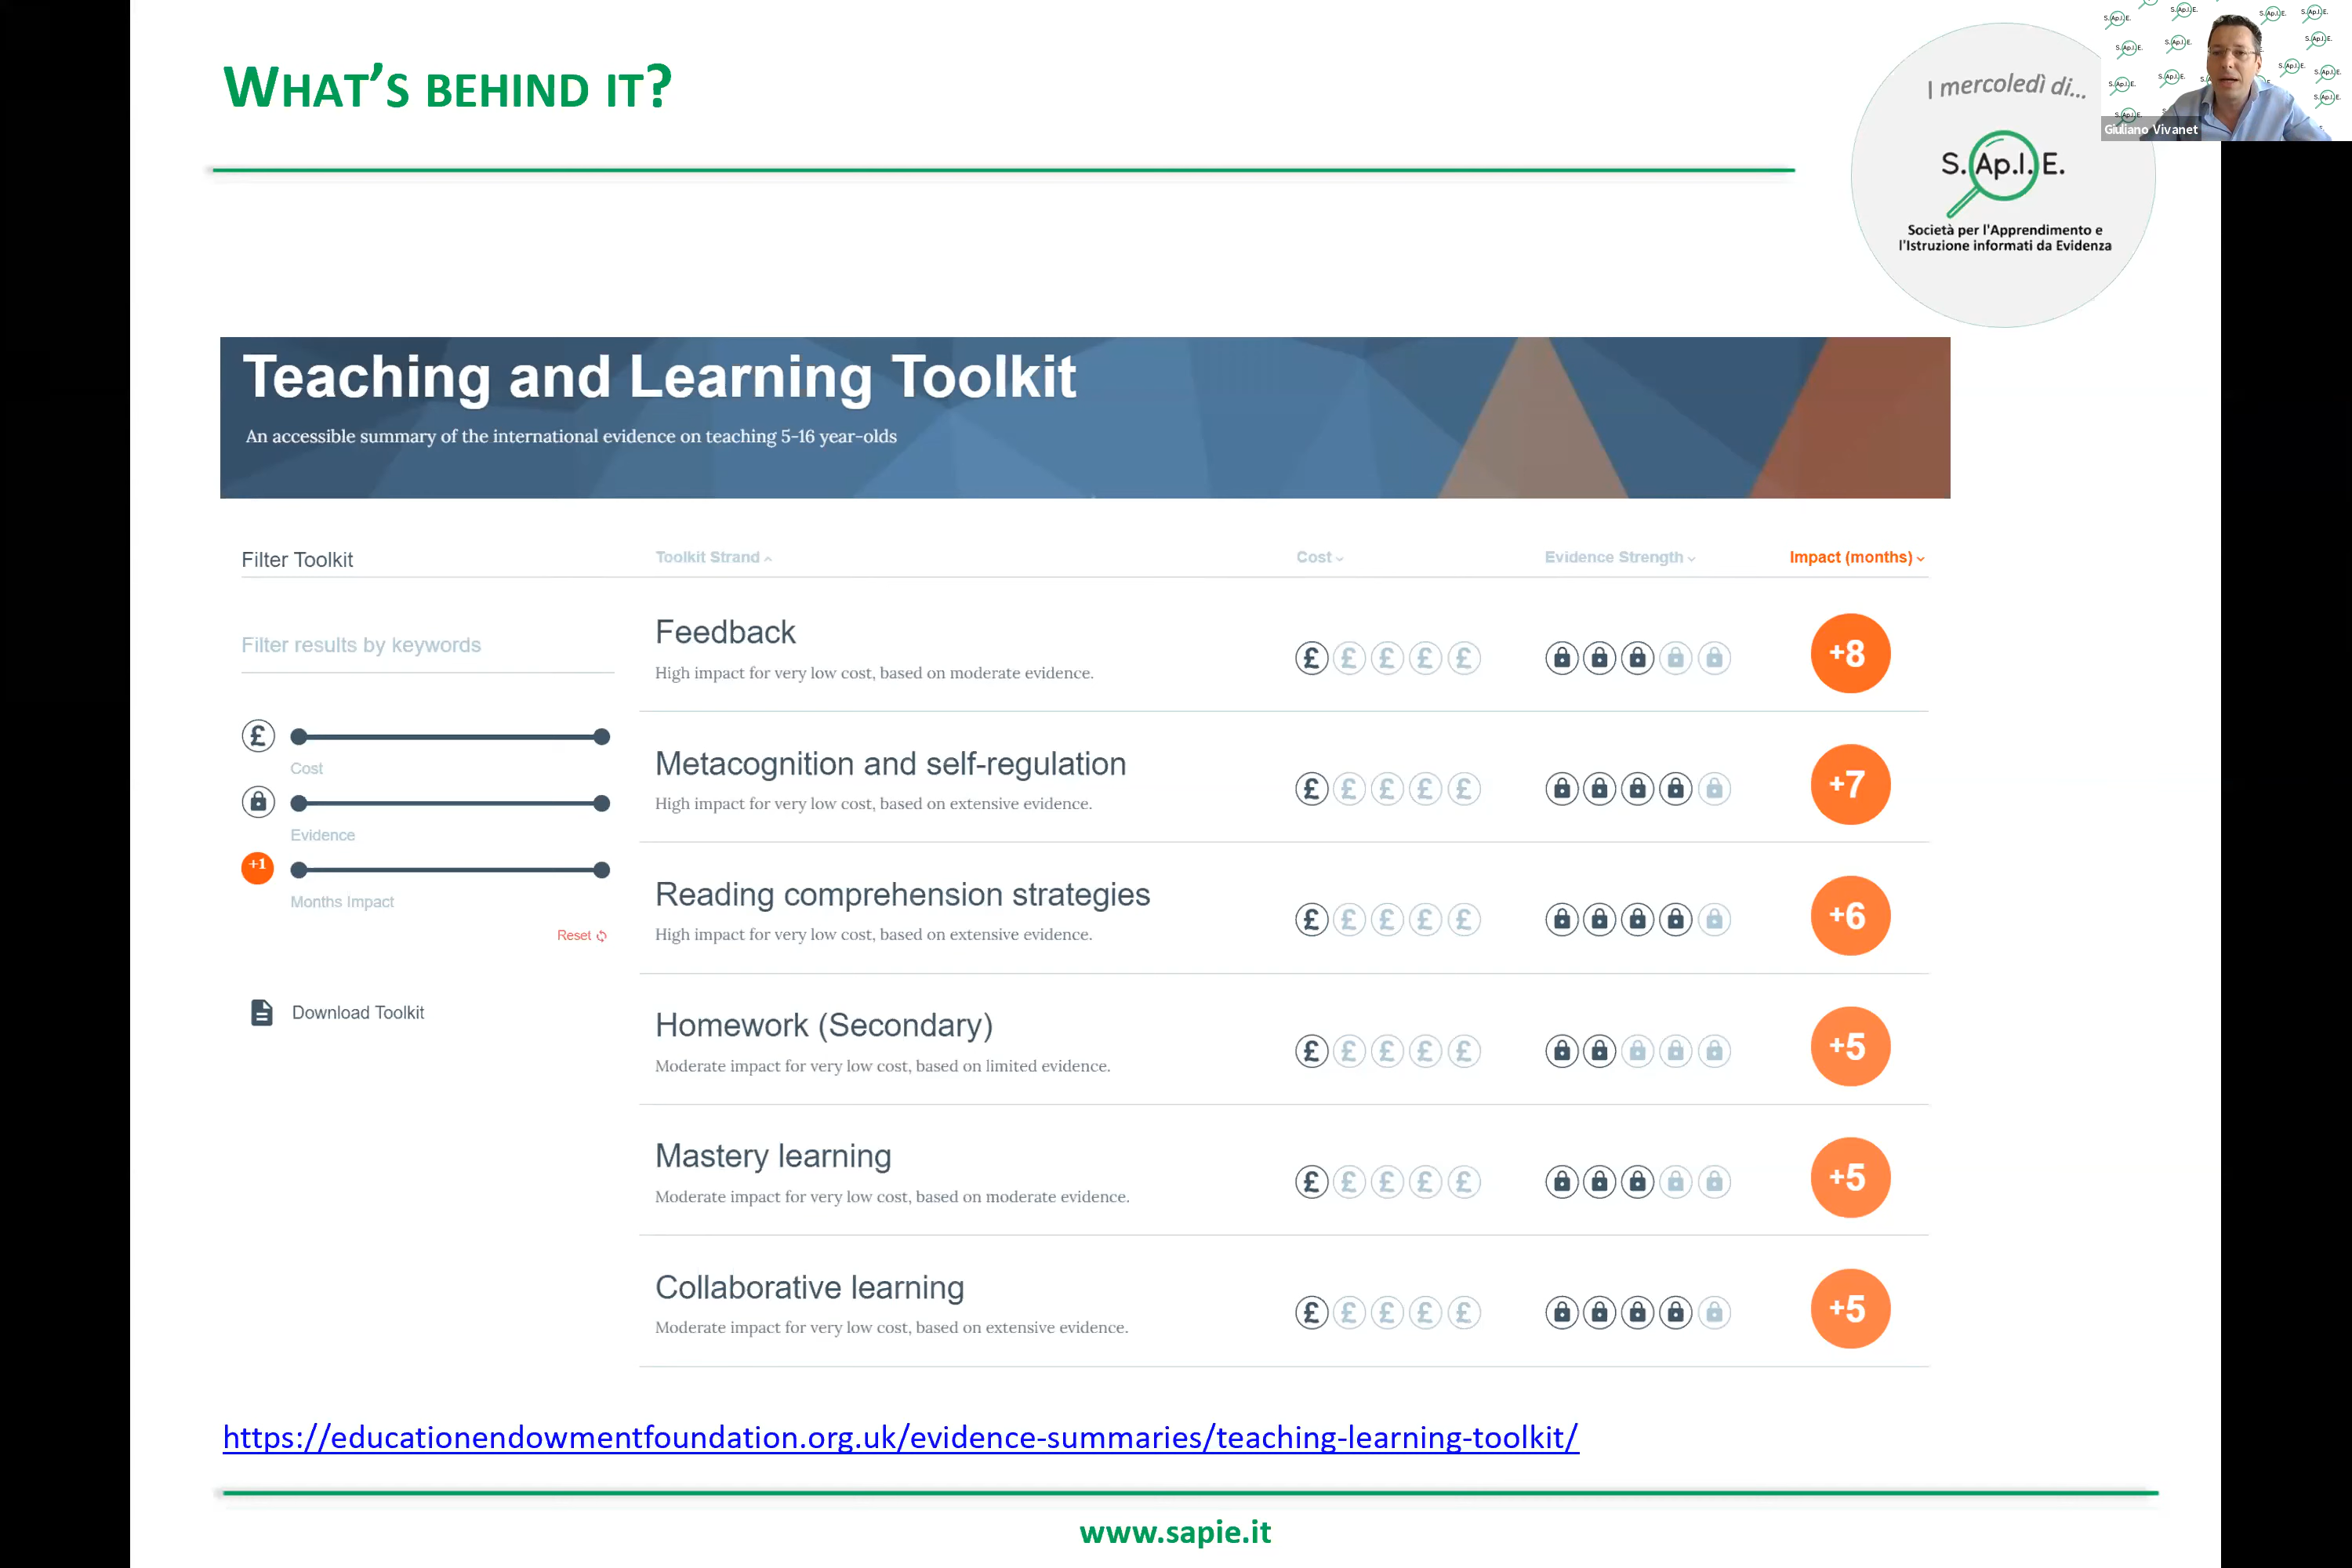 WHAT'S BEHIND IT?
I mercoledì di...
S.Ap.I.E.
Società per l'Apprendimento e
l'Istruzione informati da Evidenza
Giuliano Vivanet
Teaching and Learning Toolkit
An accessible summary of the international evidence on teaching 5-16 year-olds
Filter Toolkit
Toolkit Strand
Cost
Evidence Strength
Impact (months)
Filter results by keywords
£
Cost
Evidence
+1
Months Impact
Reset
Download Toolkit
Feedback
High impact for very low cost, based on moderate evidence.
£ £ £ £ £
+8
Metacognition and self-regulation
High impact for very low cost, based on extensive evidence.
£ £ £ £ £
+7
Reading comprehension strategies
High impact for very low cost, based on extensive evidence.
£ £ £ £ £
+6
Homework (Secondary)
Moderate impact for very low cost, based on limited evidence.
£ £ £ £ £
+5
Mastery learning
Moderate impact for very low cost, based on moderate evidence.
£ £ £ £ £
+5
Collaborative learning
Moderate impact for very low cost, based on extensive evidence.
£ £ £ £ £
+5
https://educationendowmentfoundation.org.uk/evidence-summaries/teaching-learning-toolkit/
www.sapie.it